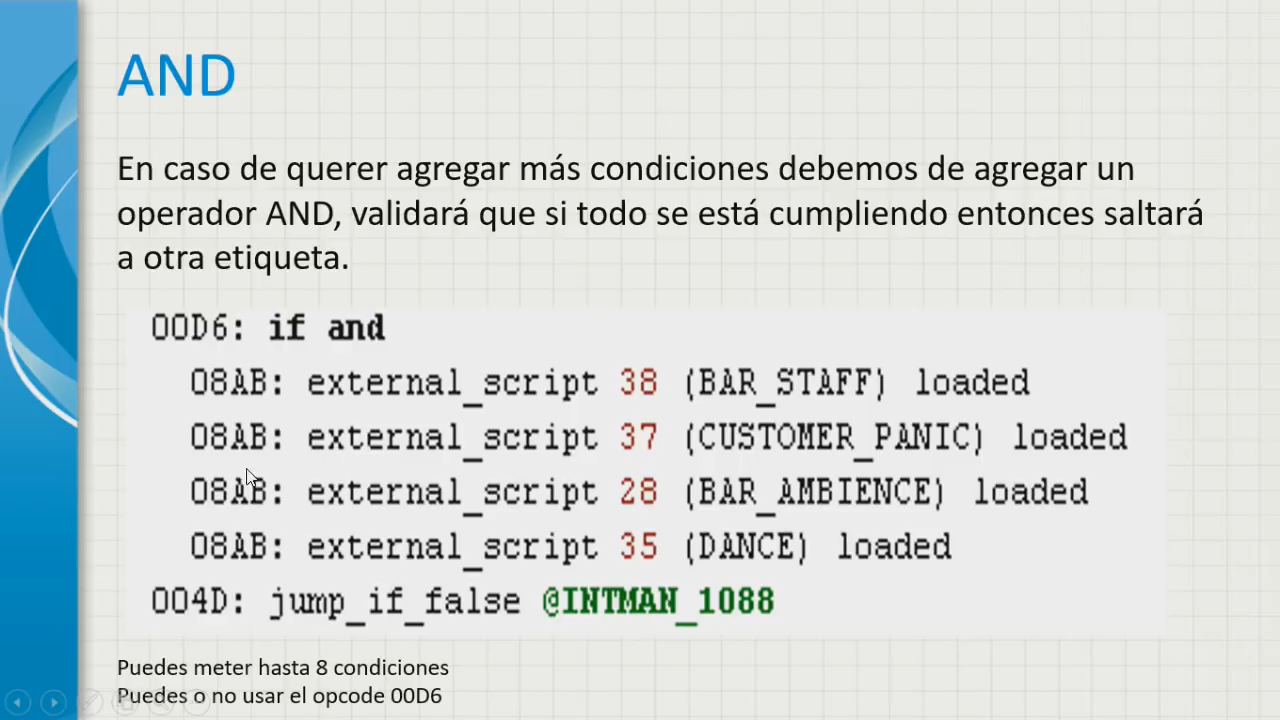 AND
En caso de querer agregar más condiciones debemos de agregar un
operador AND, validará que si todo se está cumpliendo entonces saltará
a otra etiqueta.
00D6: if and
08AB: external_script 38 (BAR_STAFF) loaded
08AB: external_script 37 (CUSTOMER_PANIC) loaded
08AB: external_script 28 (BAR_AMBIENCE) loaded
08AB: external_script 35 (DANCE) loaded
004D: jump_if_false @INTMAN_1088
Puedes meter hasta 8 condiciones
Puedes o no usar el opcode 00D6